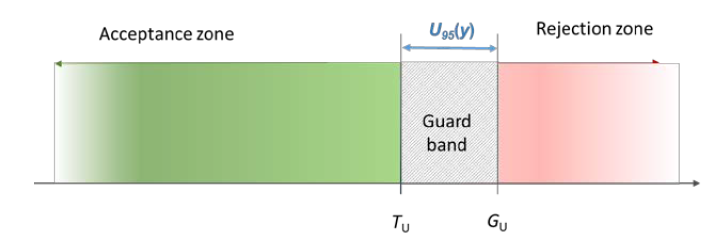 Acceptance zone
U95(y)
Rejection zone
Guard
band
TU
GU